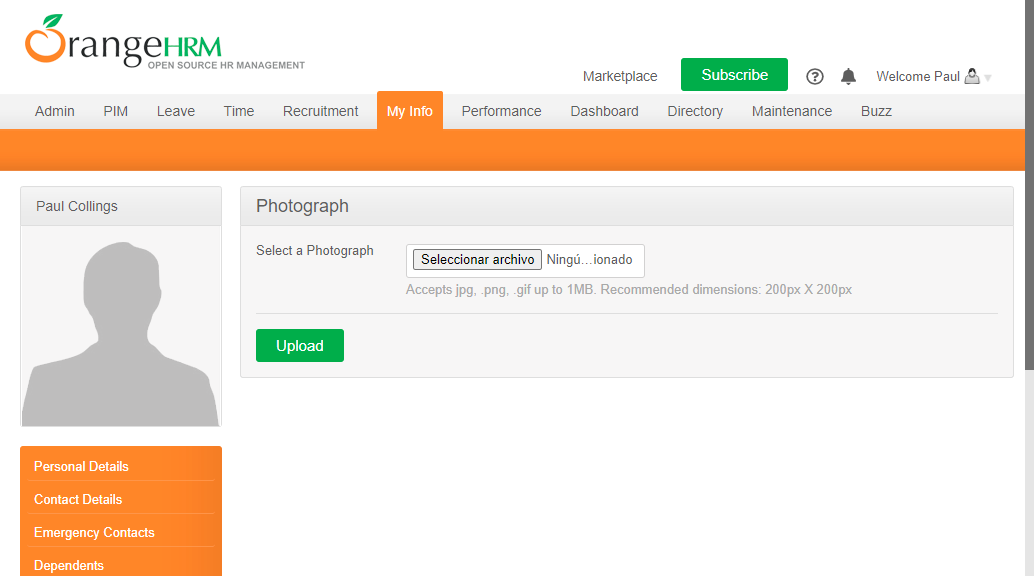 OrangeHRM
OPEN SOURCE HR MANAGEMENT
Marketplace Subscribe ? Welcome Paul
Admin PIM Leave Time Recruitment My Info Performance Dashboard Directory Maintenance Buzz
Paul Collings
Photograph
Select a Photograph Seleccionar archivo Ningú...ionado
Accepts jpg, .png, .gif up to 1MB. Recommended dimensions: 200px X 200px
Upload
Personal Details
Contact Details
Emergency Contacts
Dependents